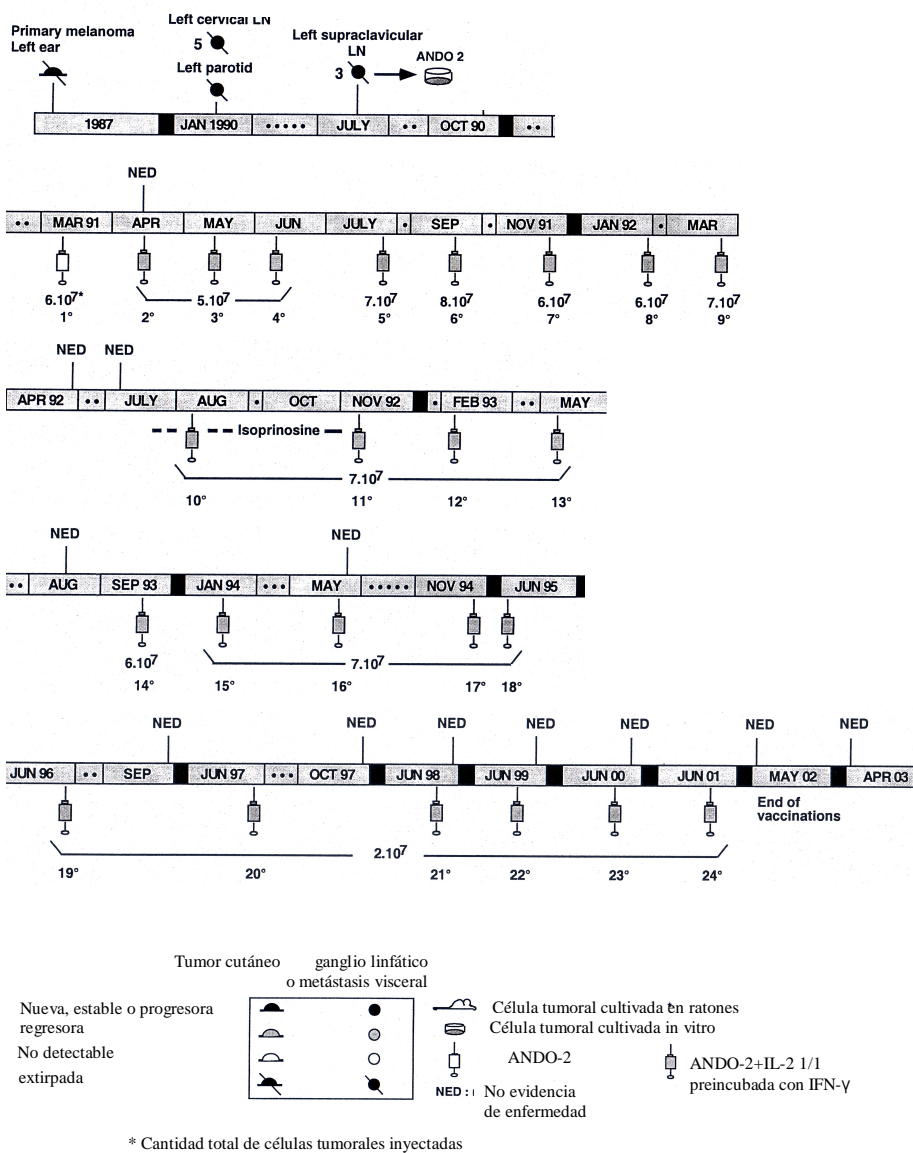 Primary melanoma
Left ear
Left cervical LN
5
Left parotid
Left supraclavicular
LN
3
ANDO 2
1987 JAN 1990 ••••• JULY •• OCT 90 ••
NED
•• MAR 91 APR MAY JUN JULY • SEP • NOV 91 JAN 92 • MAR
6.10⁷* 5.10⁷ 7.10⁷ 8.10⁷ 6.10⁷ 6.10⁷ 7.10⁷
1° 2° 3° 4° 5° 6° 7° 8° 9°
NED NED
APR 92 •• JULY AUG • OCT NOV 92 • FEB 93 •• MAY
Isoprinosine
7.10⁷
10° 11° 12° 13°
NED NED
•• AUG SEP 93 JAN 94 ••• MAY ••••• NOV 94 JUN 95
6.10⁷ 7.10⁷
14° 15° 16° 17° 18°
NED NED NED NED NED NED NED
JUN 96 •• SEP JUN 97 ••• OCT 97 JUN 98 JUN 99 JUN 00 JUN 01 MAY 02 APR 03
End of
vaccinations
2.10⁷
19° 20° 21° 22° 23° 24°
Tumor cutáneo ganglio linfático
o metástasis visceral
Nueva, estable o progresora
regresora
No detectable
extirpada
Célula tumoral cultivada en ratones
Célula tumoral cultivada in vitro
ANDO-2
ANDO-2+IL-2 1/1
preincubada con IFN-γ
NED : No evidencia
de enfermedad
* Cantidad total de células tumorales inyectadas